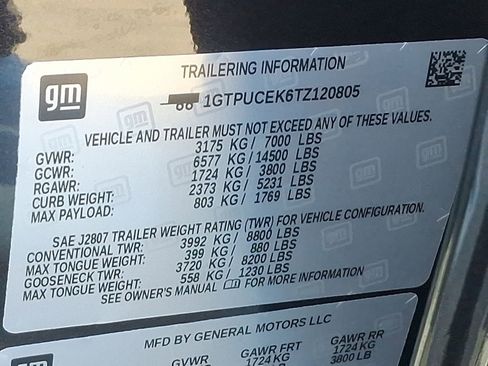 gm
TRAILERING INFORMATION
1GTPUCEK6TZ120805
VEHICLE AND TRAILER MUST NOT EXCEED ANY OF THESE VALUES.
GVWR: 3175 KG / 7000 LBS
GCWR: 6577 KG / 14500 LBS
RGAWR: 1724 KG / 3800 LBS
CURB WEIGHT: 2373 KG / 5231 LBS
MAX PAYLOAD: 803 KG / 1769 LBS
SAE J2807 TRAILER WEIGHT RATING (TWR) FOR VEHICLE CONFIGURATION.
CONVENTIONAL TWR: 3992 KG / 8800 LBS
MAX TONGUE WEIGHT: 399 KG / 880 LBS
GOOSENECK TWR: 3720 KG / 8200 LBS
MAX TONGUE WEIGHT: 558 KG / 1230 LBS
SEE OWNER'S MANUAL FOR MORE INFORMATION.
gm
MFD BY GENERAL MOTORS LLC
GVWR GAWR FRT GAWR RR
1724 KG 1724 KG
3800 LB